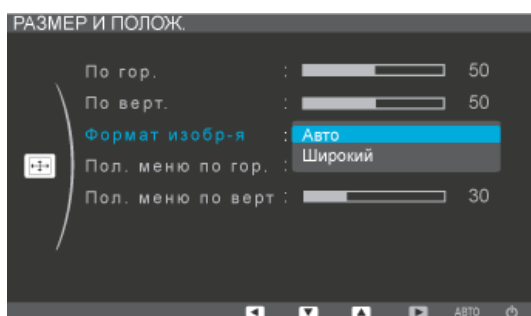 РАЗМЕР И ПОЛОЖ.
По гор. : 50
По верт. : 50
Формат изобр-я : Авто
Широкий
Пол. меню по гор. :
Пол. меню по верт : 30
АВТО